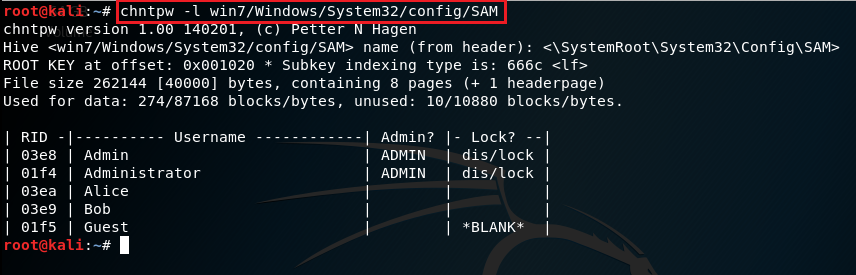 root@kali:~# chntpw -l win7/Windows/System32/config/SAM
chntpw version 1.00 140201, (c) Petter N Hagen
Hive <win7/Windows/System32/config/SAM> name (from header): <\SystemRoot\System32\Config\SAM>
ROOT KEY at offset: 0x001020 * Subkey indexing type is: 666c <lf>
File size 262144 [40000] bytes, containing 8 pages (+ 1 headerpage)
Used for data: 274/87168 blocks/bytes, unused: 10/10880 blocks/bytes.

| RID -|---------- Username ------------| Admin? |- Lock? --|
| 03e8 | Admin                          | ADMIN  | dis/lock |
| 01f4 | Administrator                  | ADMIN  | dis/lock |
| 03ea | Alice                          |        |          |
| 03e9 | Bob                            |        |          |
| 01f5 | Guest                          |        | *BLANK*  |
root@kali:~#